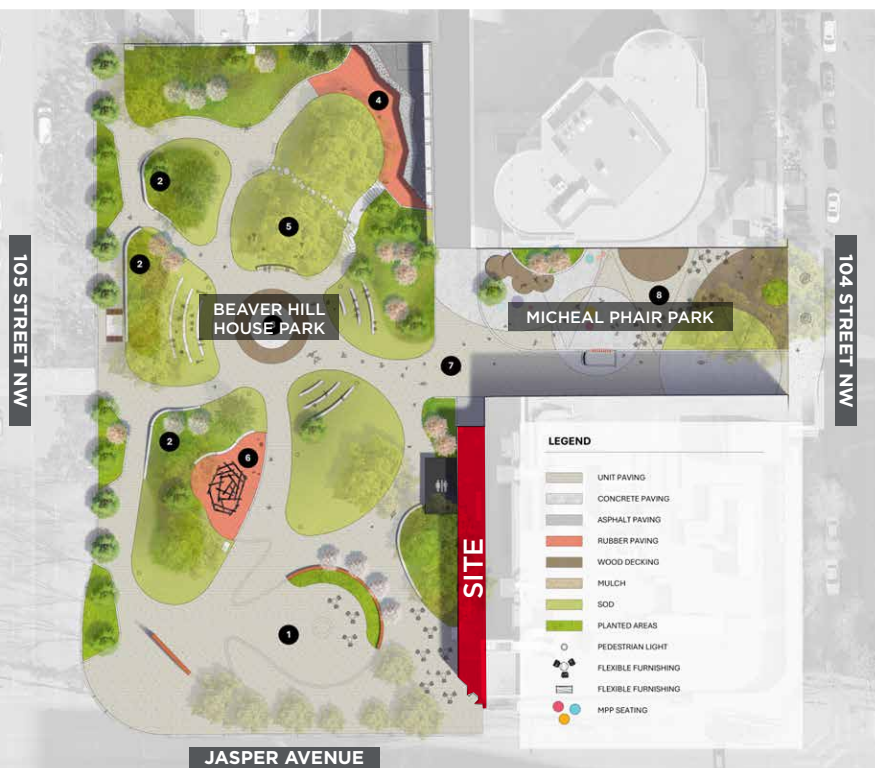 4
2
5
2
105 STREET NW
BEAVER HILL
HOUSE PARK
8
MICHEAL PHAIR PARK
104 STREET NW
7
2
6
SITE
1
JASPER AVENUE
LEGEND
UNIT PAVING
CONCRETE PAVING
ASPHALT PAVING
RUBBER PAVING
WOOD DECKING
MULCH
SOD
PLANTED AREAS
PEDESTRIAN LIGHT
FLEXIBLE FURNISHING
FLEXIBLE FURNISHING
MPP SEATING